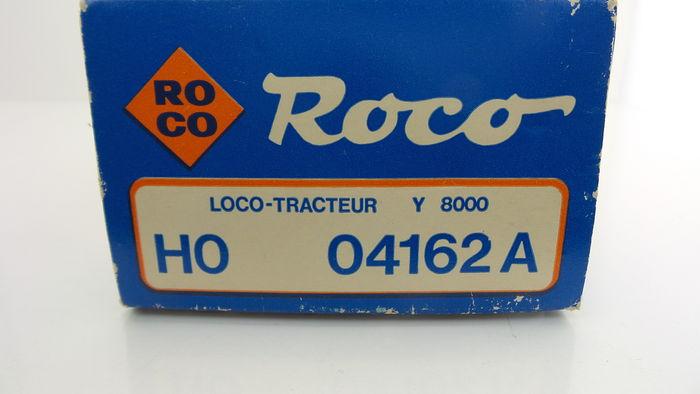 RO
CO
Roco
LOCO-TRACTEUR Y 8000
HO 04162 A